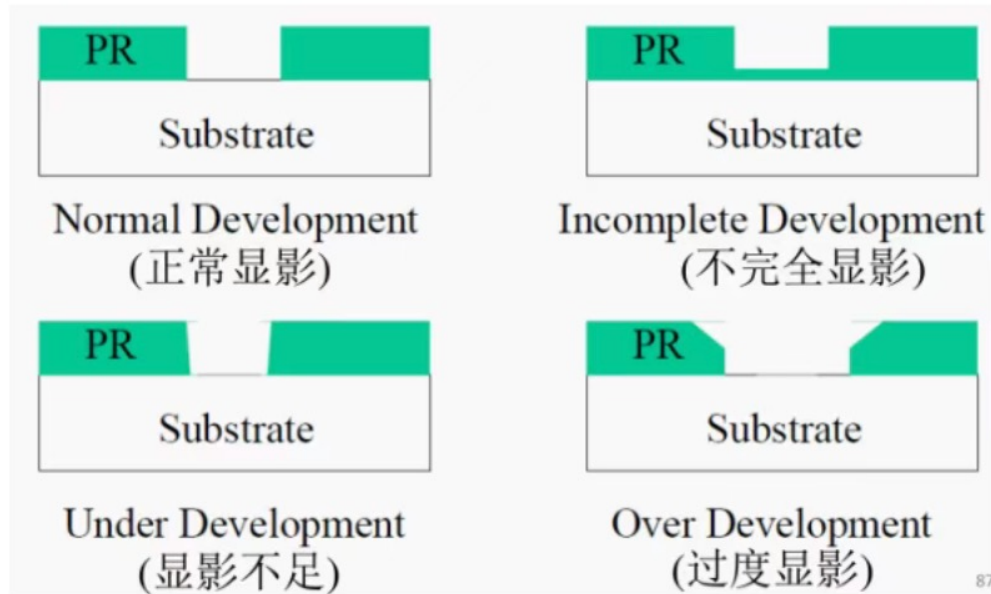 PR
Substrate
Normal Development
(正常显影)
PR
Substrate
Incomplete Development
(不完全显影)
PR
Substrate
Under Development
(显影不足)
PR
Substrate
Over Development
(过度显影)
87